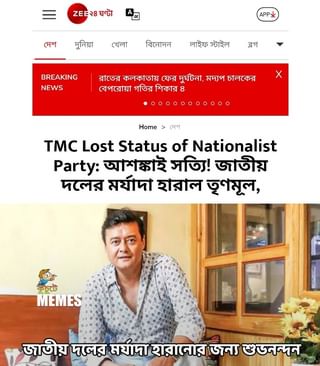 ZEE ২৪ ঘণ্টা
APP
দেশ দুনিয়া খেলা বিনোদন লাইফ স্টাইল ব্লগ
BREAKING NEWS
রাতের কলকাতায় ফের দুর্ঘটনা, মদ্যপ চালকের
বেপরোয়া গতির শিকার ৪
X
Home > দেশ
TMC Lost Status of Nationalist
Party: আশঙ্কাই সত্যি! জাতীয়
দলের মর্যাদা হারাল তৃণমূল,
MEMES
জাতীয় দলের মর্যাদা হারানোর জন্য শুভনন্দন